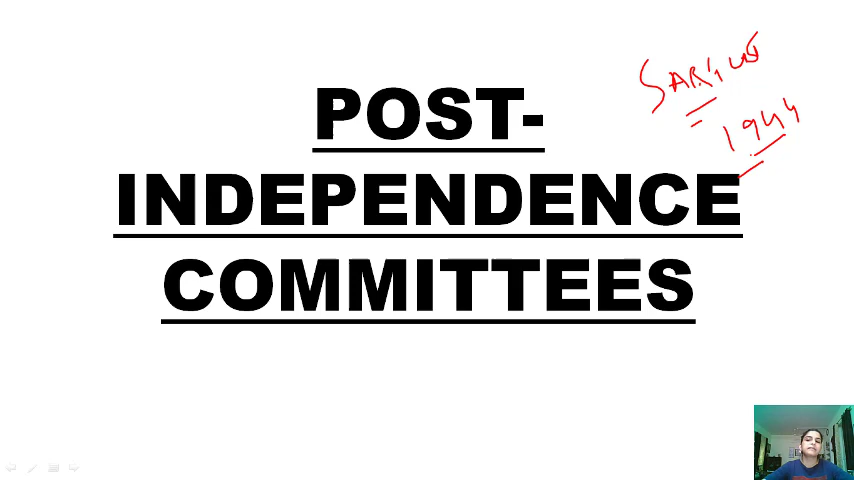 POST-
INDEPENDENCE
COMMITTEES
1944